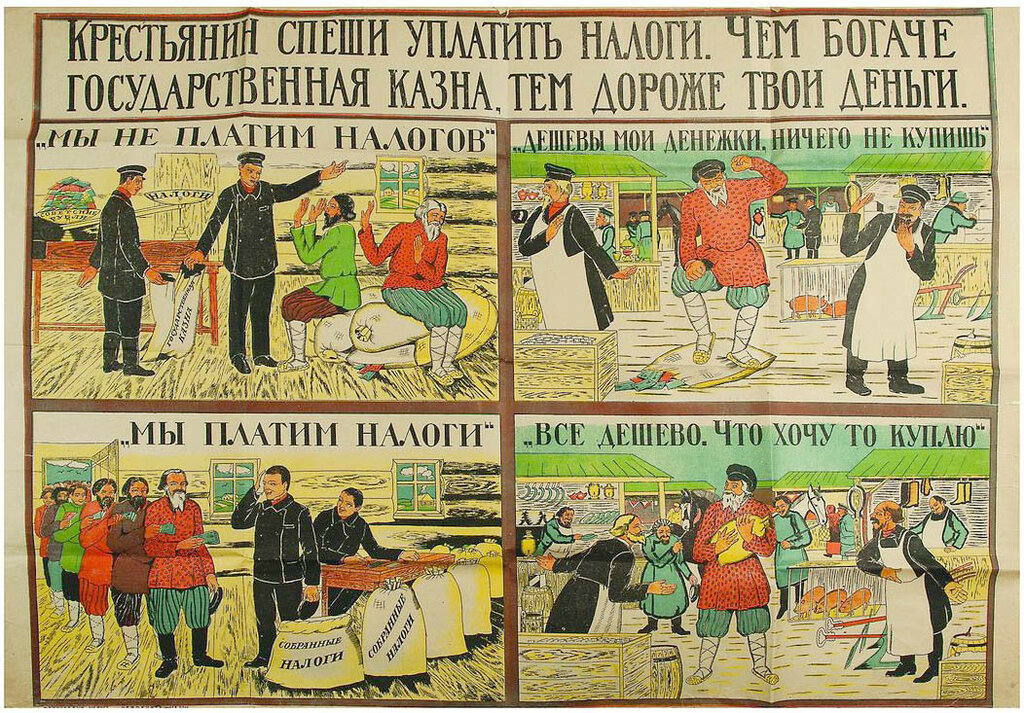 КРЕСТЬЯНИН СПЕШИ УПЛАТИТЬ НАЛОГИ. ЧЕМ БОГАЧЕ
ГОСУДАРСТВЕННАЯ КАЗНА, ТЕМ ДОРОЖЕ ТВОИ ДЕНЬГИ.
„МЫ НЕ ПЛАТИМ НАЛОГОВ“
НАЛОГИ
СОВЕТСКИЕ
РУБЛИ
ГОСУДАРСТВЕННАЯ
КАЗНА
„ДЕШЕВЫ МОИ ДЕНЕЖКИ, НИЧЕГО НЕ КУПИШЬ“
„МЫ ПЛАТИМ НАЛОГИ“
СОБРАННЫЕ
НАЛОГИ
СОБРАННЫЕ
НАЛОГИ
„ВСЕ ДЕШЕВО. ЧТО ХОЧУ ТО КУПЛЮ“